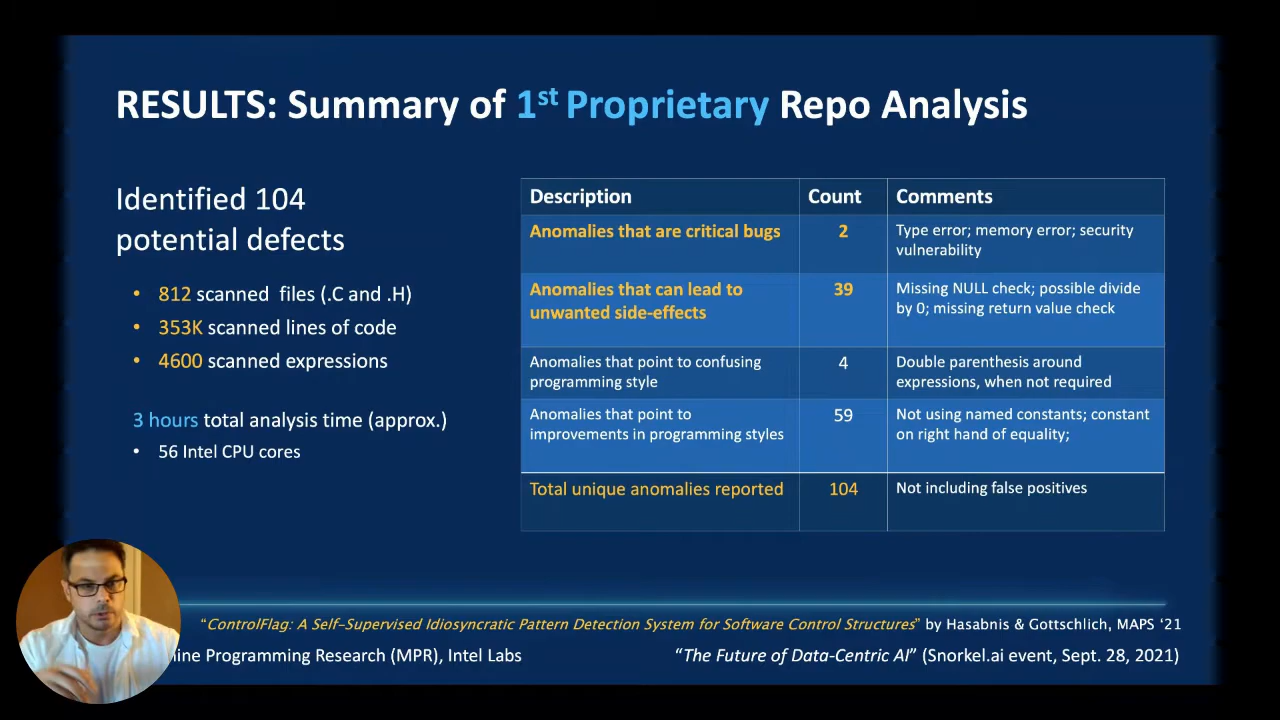 RESULTS: Summary of 1st Proprietary Repo Analysis
Identified 104
potential defects
• 812 scanned files (.C and .H)
• 353K scanned lines of code
• 4600 scanned expressions
3 hours total analysis time (approx.)
• 56 Intel CPU cores
Description Count Comments
Anomalies that are critical bugs 2 Type error; memory error; security
vulnerability
Anomalies that can lead to 39 Missing NULL check; possible divide
unwanted side-effects by 0; missing return value check
Anomalies that point to confusing 4 Double parenthesis around
programming style expressions, when not required
Anomalies that point to 59 Not using named constants; constant
improvements in programming styles on right hand of equality;
Total unique anomalies reported 104 Not including false positives
“ControlFlag: A Self-Supervised Idiosyncratic Pattern Detection System for Software Control Structures” by Hasabnis & Gottschlich, MAPS ‘21
Programming Research (MPR), Intel Labs “The Future of Data-Centric AI” (Snorkel.ai event, Sept. 28, 2021)